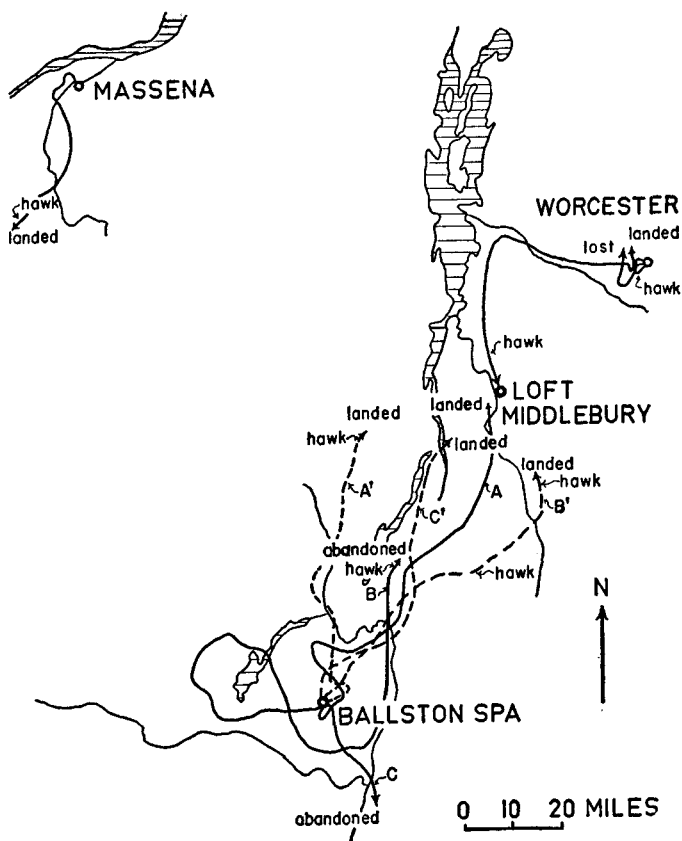 MASSENA
hawk
landed
WORCESTER
lost
landed
hawk
hawk
LOFT
MIDDLEBURY
landed
landed
hawk
landed
A'
C'
A
landed
hawk
B'
abandoned
hawk
B
hawk
N
BALLSTON SPA
C
abandoned
0 10 20 MILES